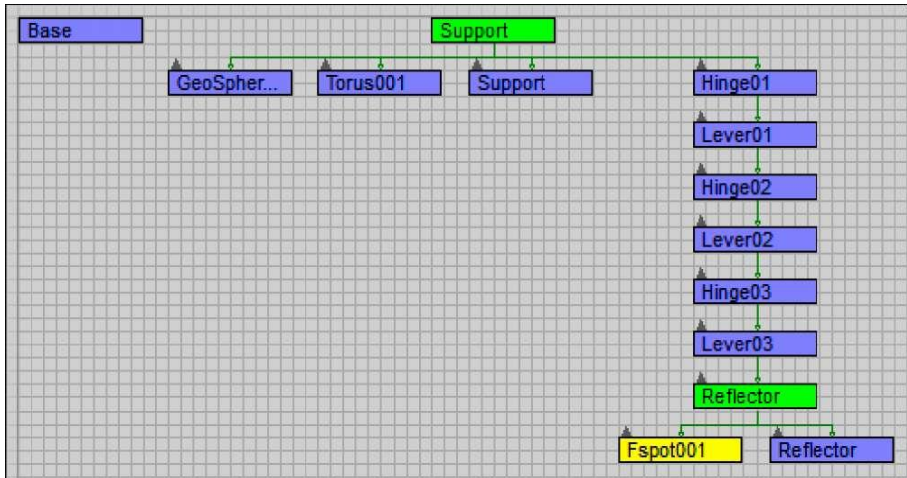 Base
Support
GeoSpher...
Torus001
Support
Hinge01
Lever01
Hinge02
Lever02
Hinge03
Lever03
Reflector
Fspot001
Reflector